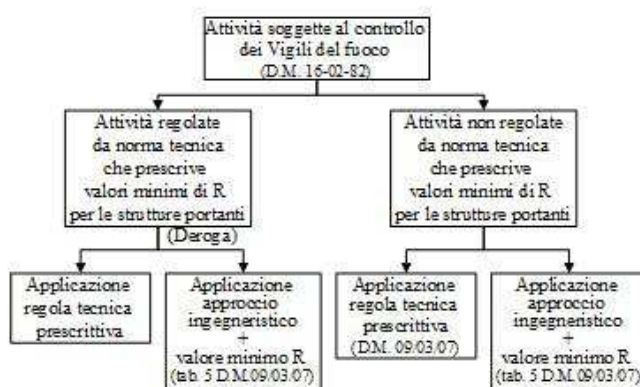 Attività soggette al controllo
dei Vigili del fuoco
(D.M. 16-02-82)
Attività regolate
da norma tecnica
che prescrive
valori minimi di R
per le strutture portanti
Attività non regolate
da norma tecnica
che prescrive
valori minimi di R
per le strutture portanti
(Deroga)
Applicazione
regola tecnica
prescrittiva
Applicazione
approccio
ingegneristico
+
valore minimo R
(tab. 5 D.M.09/03/07)
Applicazione
regola tecnica
prescrittiva
(D.M. 09/03/07)
Applicazione
approccio
ingegneristico
+
valore minimo R
(tab. 5 D.M.09/03/07)